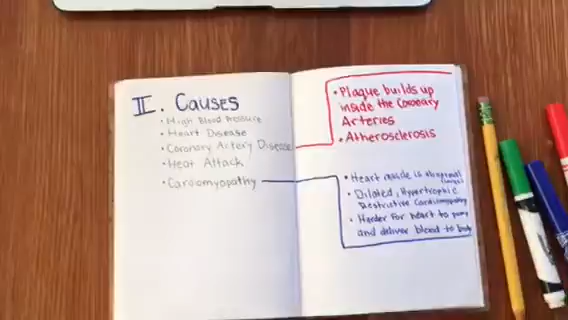 II. Causes
• High Blood Pressure
• Heart Disease
• Coronary Artery Disease
• Heat Attack
• Cardiomyopathy
• Plaque builds up
inside the Coronary
Arteries
• Atherosclerosis
• Heart muscle is abnormal
• Dilated, Hypertrophic
Restrictive Cardiomyopathy
• Harder for heart to pump
and deliver blood to body